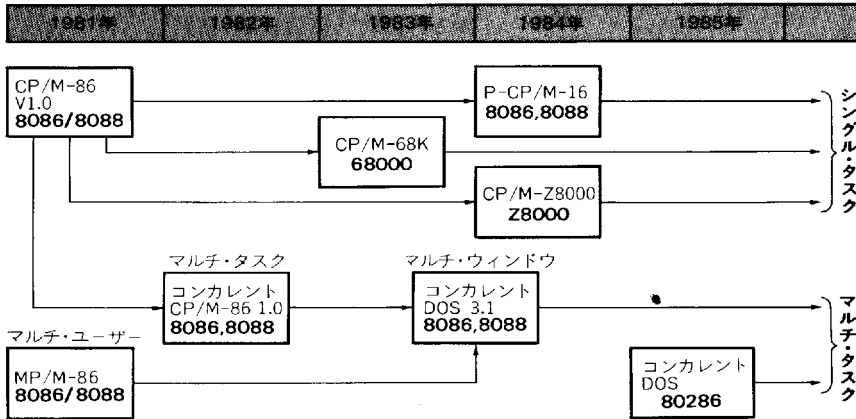 1981年 1982年 1983年 1984年 1985年
CP/M-86
V1.0
8086/8088
P-CP/M-16
8086,8088
CP/M-68K
68000
CP/M-Z8000
Z8000
シングル・タスク
マルチ・タスク
コンカレント
CP/M-86 1.0
8086,8088
マルチ・ウィンドウ
コンカレント
DOS 3.1
8086,8088
マルチ・ユーザー
MP/M-86
8086/8088
コンカレント
DOS
80286
マルチ・タスク